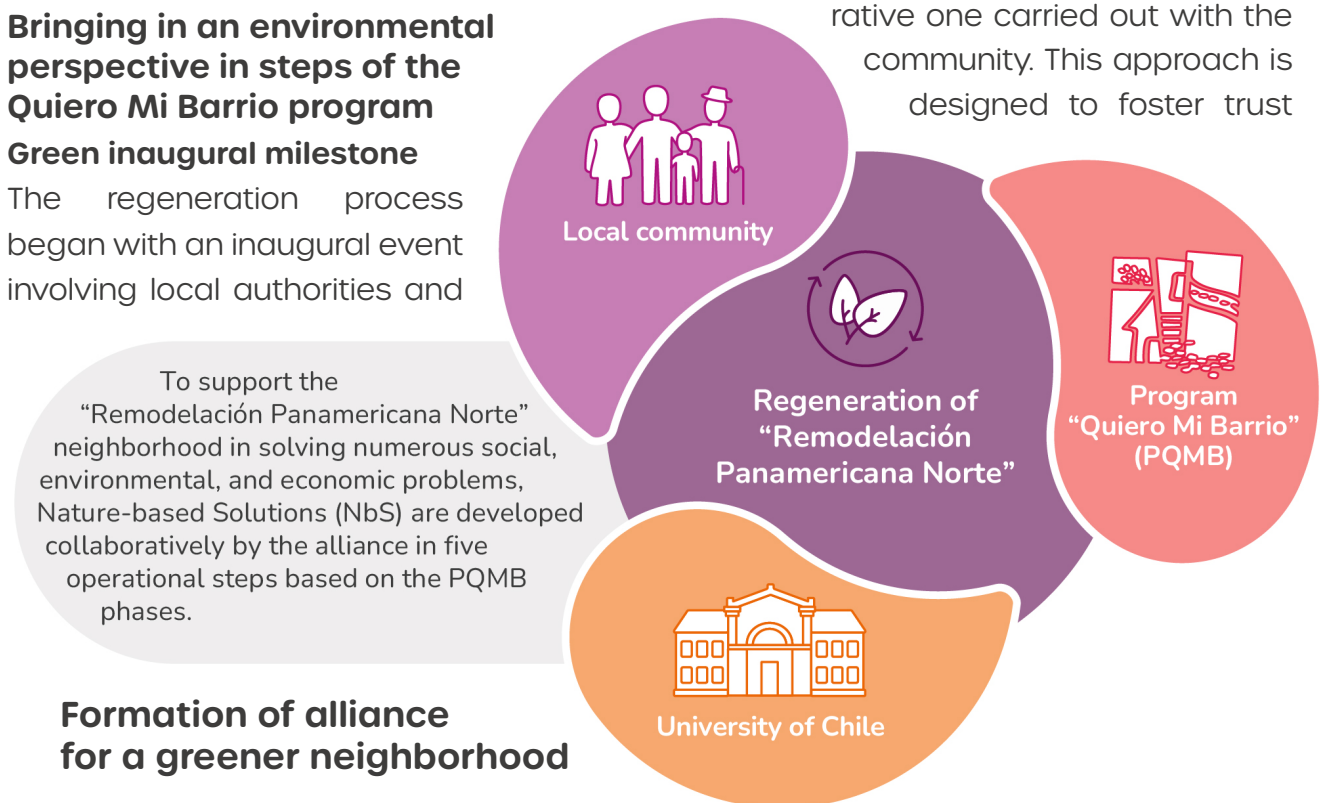 Bringing in an environmental
perspective in steps of the
Quiero Mi Barrio program
Green inaugural milestone
The regeneration process
began with an inaugural event
involving local authorities and
rative one carried out with the
community. This approach is
designed to foster trust
Local community
Regeneration of
“Remodelación
Panamericana Norte”
Program
“Quiero Mi Barrio”
(PQMB)
To support the
“Remodelación Panamericana Norte”
neighborhood in solving numerous social,
environmental, and economic problems,
Nature-based Solutions (NbS) are developed
collaboratively by the alliance in five
operational steps based on the PQMB
phases.
University of Chile
Formation of alliance
for a greener neighborhood